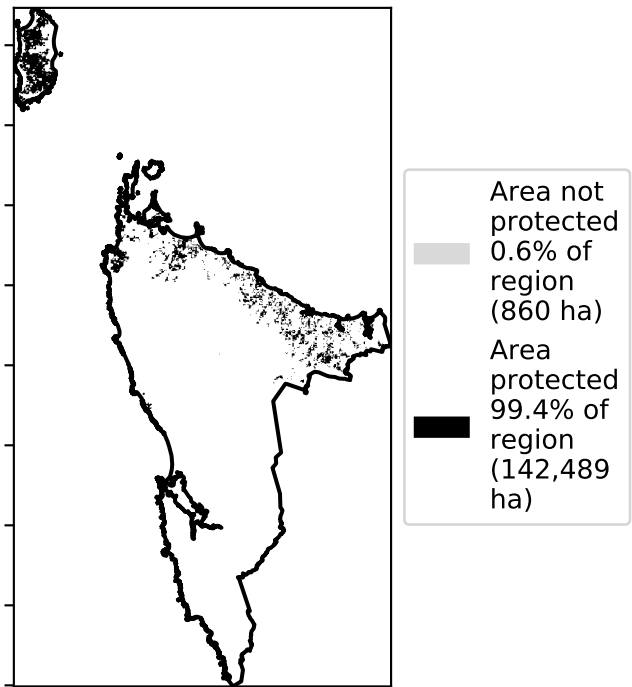 Area not
protected
0.6% of
region
(860 ha)
Area
protected
99.4% of
region
(142,489
ha)